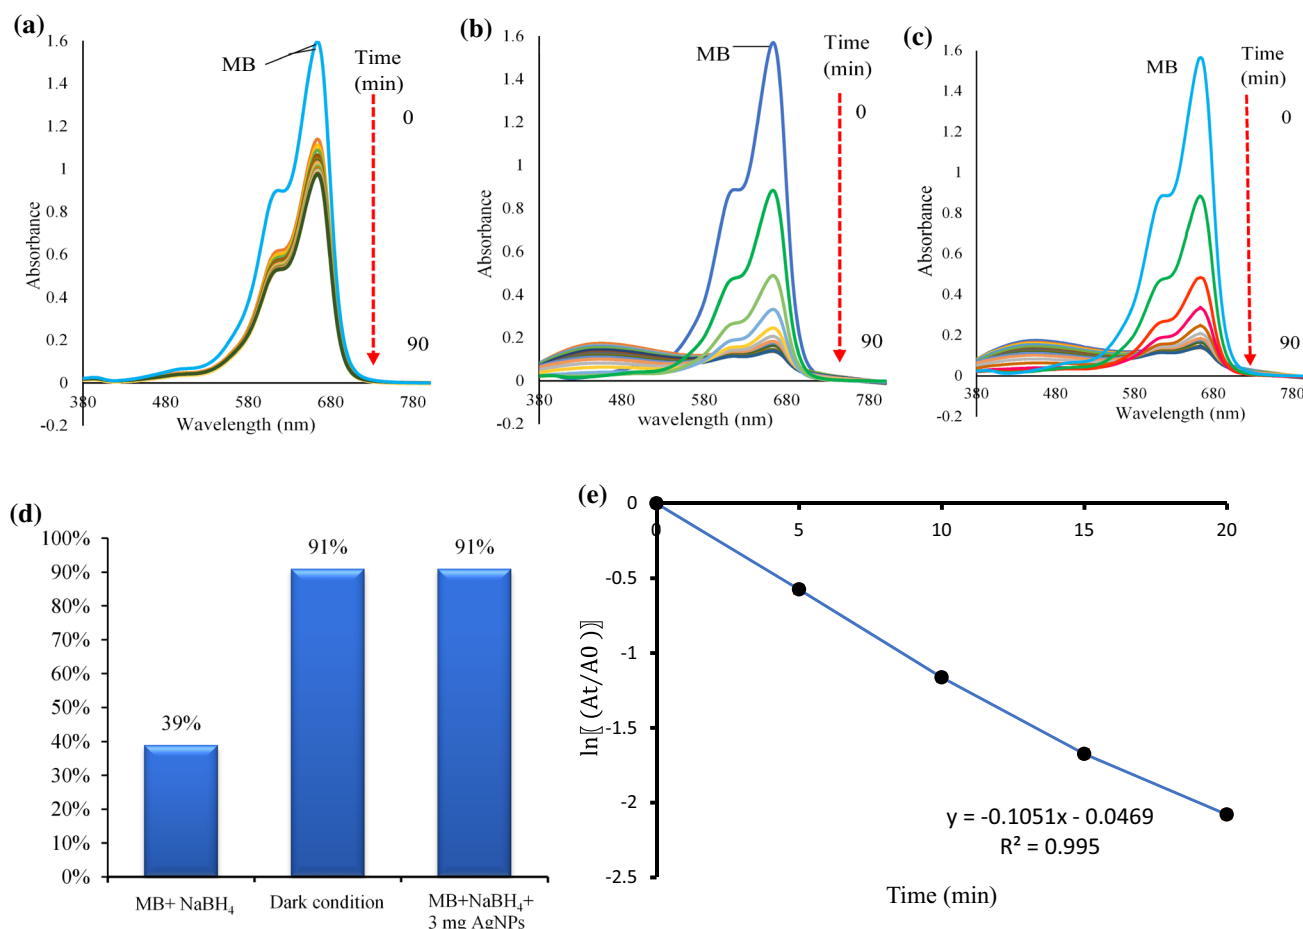 (a)
1.6
1.4
1.2
1
0.8
0.6
0.4
0.2
0
-0.2
380
480
580
680
780
Absorbance
Wavelength (nm)
MB
Time
(min)
0
90
(b)
1.6
1.4
1.2
1
0.8
0.6
0.4
0.2
0
-0.2
380
480
580
680
780
Absorbance
wavelength (nm)
MB
Time
(min)
0
90
(c)
1.6
1.4
1.2
1
0.8
0.6
0.4
0.2
0
-0.2
380
480
580
680
780
Absorbance
Wavelength (nm)
MB
Time
(min)
0
90
(d)
100%
90%
80%
70%
60%
50%
40%
30%
20%
10%
0%
39%
91%
91%
MB+ NaBH₄
Dark condition
MB+NaBH₄+
3 mg AgNPs
(e)
0
-0.5
-1
-1.5
-2
-2.5
0
5
10
15
20
ln⟦ (At/A0 )⟧
y = -0.1051x - 0.0469
R² = 0.995
Time (min)